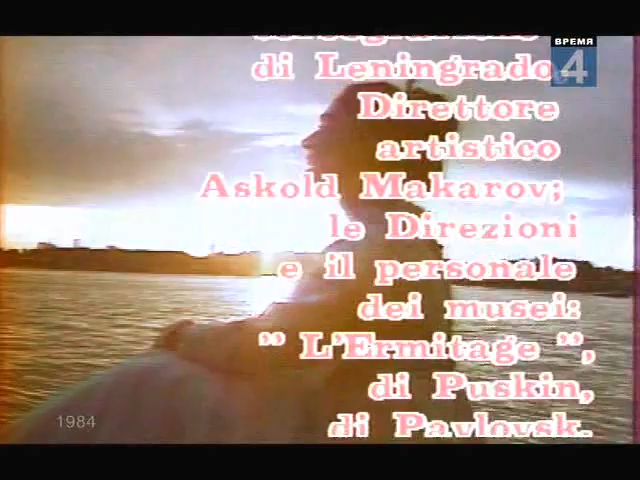 ВРЕМЯ
4
di Leningrado.
Direttore
artistico
Askold Makarov;
le Direzioni
e il personale
dei musei:
" L'Ermitage ",
di Puskin,
di Pavlovsk.
1984